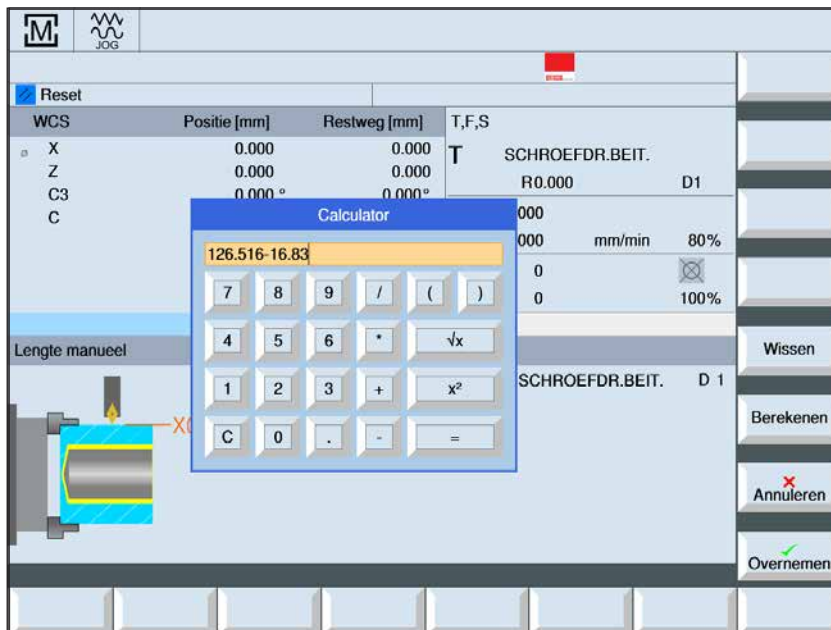 M
JOG
Reset
WCS Positie [mm] Restweg [mm] T,F,S
X 0.000 0.000
Z 0.000 0.000
C3 0.000 ° 0.000°
C
T SCHROEFDR.BEIT.
R0.000 D1
000
000 mm/min 80%
0
0 100%
Calculator
126.516-16.83
7 8 9 / ( )
4 5 6 * √x
1 2 3 + x²
C 0 . - =
Lengte manueel
SCHROEFDR.BEIT. D 1
X
Wissen
Berekenen
Annuleren
Overnemen